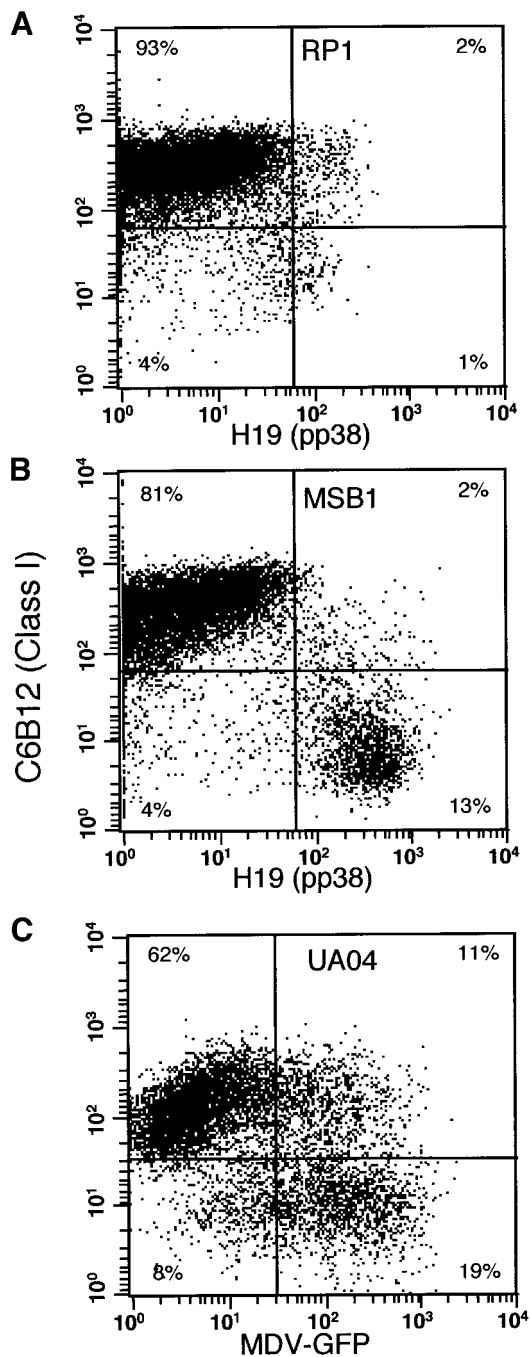 A
10⁴
93%
RP1
2%
10³
10²
10¹
4%
1%
10⁰
10⁰ 10¹ 10² 10³ 10⁴
H19 (pp38)
B
10⁴
81%
MSB1
2%
10³
10²
C6B12 (Class I)
10¹
4%
13%
10⁰
10⁰ 10¹ 10² 10³ 10⁴
H19 (pp38)
C
10⁴
62%
UA04
11%
10³
10²
10¹
8%
19%
10⁰
10⁰ 10¹ 10² 10³ 10⁴
MDV-GFP